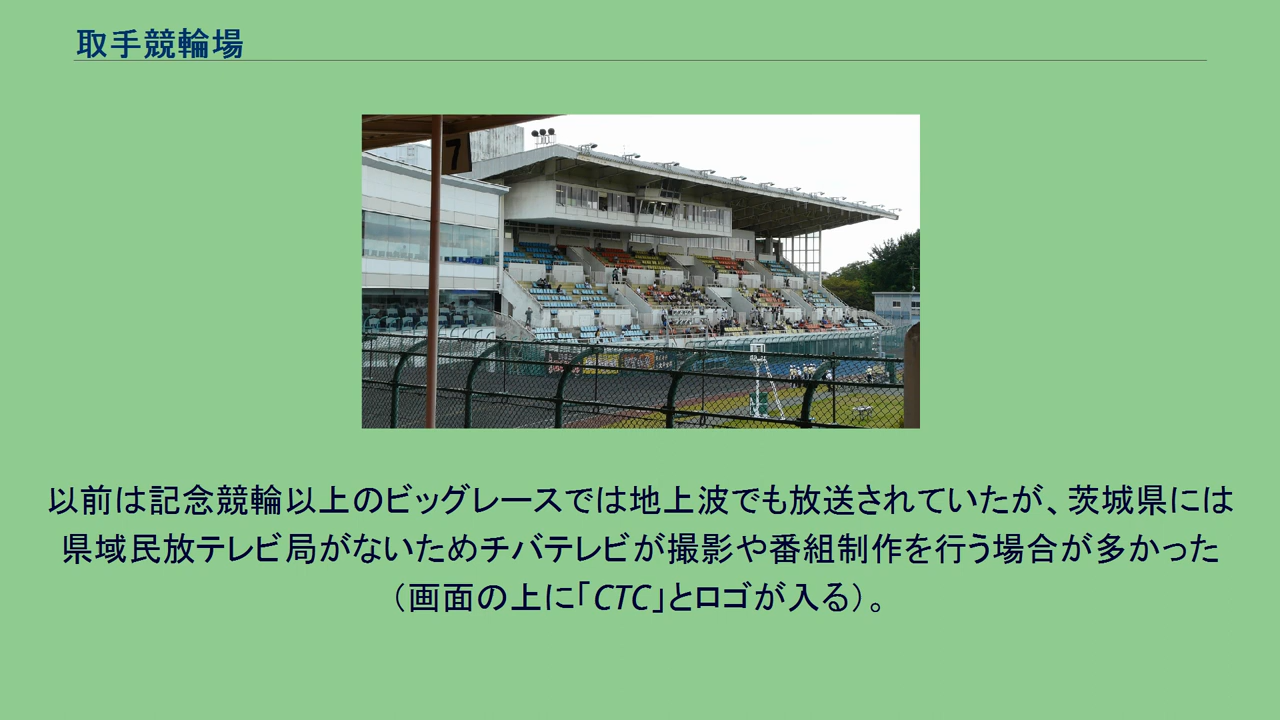 取手競輪場
7
以前は記念競輪以上のビッグレースでは地上波でも放送されていたが、茨城県には
県域民放テレビ局がないためチバテレビが撮影や番組制作を行う場合が多かった
（画面の上に「CTC」とロゴが入る）。